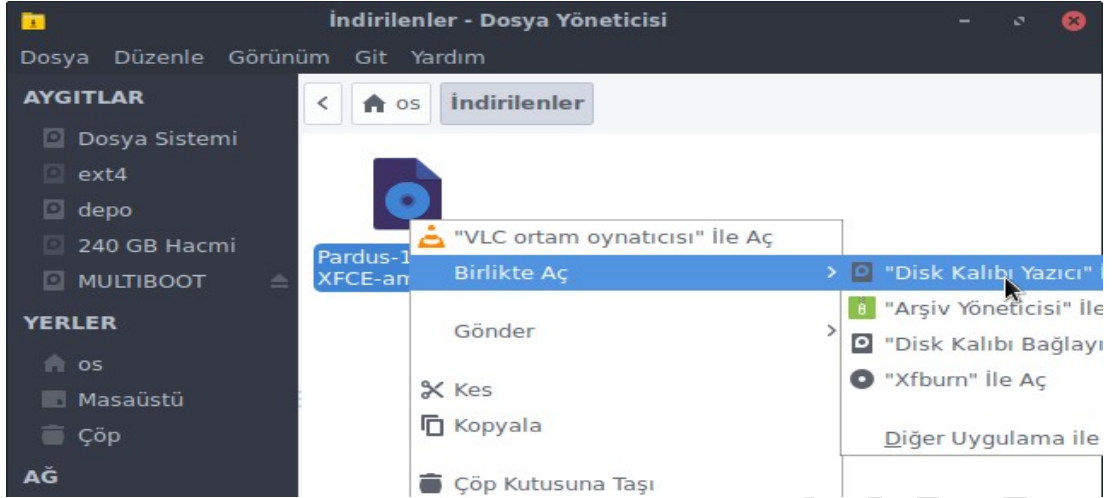 İndirilenler - Dosya Yöneticisi
Dosya Düzenle Görünüm Git Yardım
AYGITLAR
Dosya Sistemi
ext4
depo
240 GB Hacmi
MULTIBOOT
YERLER
os
Masaüstü
Çöp
AĞ
os İndirilenler
Pardus-1
XFCE-am
"VLC ortam oynatıcısı" İle Aç
Birlikte Aç
Gönder
Kes
Kopyala
Çöp Kutusuna Taşı
"Disk Kalıbı Yazıcı"
"Arşiv Yöneticisi" İle
"Disk Kalıbı Bağlayı
"Xfburn" İle Aç
Diğer Uygulama ile